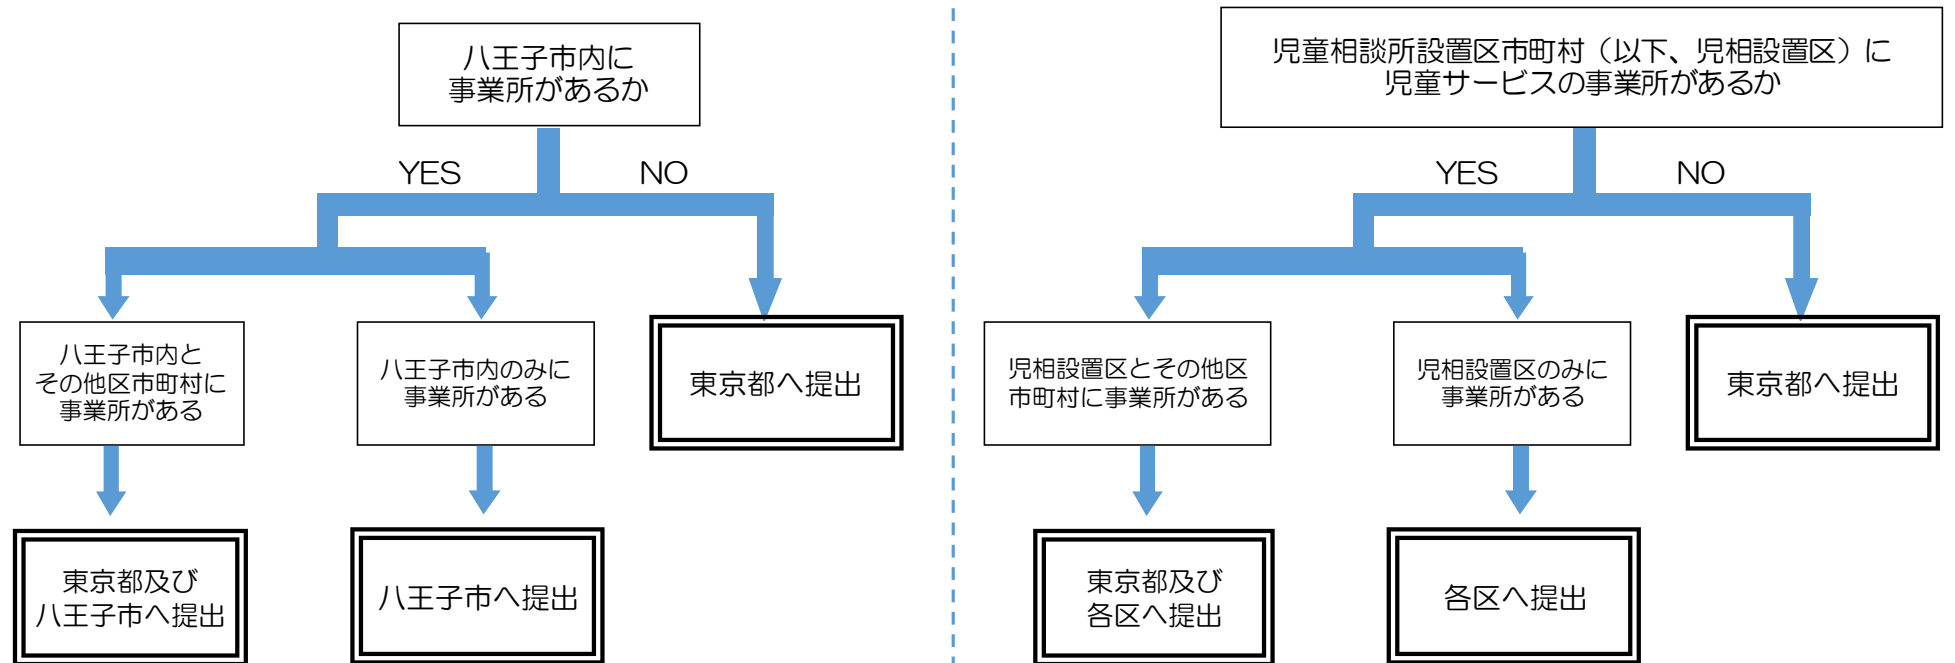 八王子市内に
事業所があるか
YES
NO
八王子市内と
その他区市町村に
事業所がある
八王子市内のみに
事業所がある
東京都へ提出
東京都及び
八王子市へ提出
八王子市へ提出
児童相談所設置区市町村（以下、児相設置区）に
児童サービスの事業所があるか
YES
NO
児相設置区とその他区
市町村に事業所がある
児相設置区のみに
事業所がある
東京都へ提出
東京都及び
各区へ提出
各区へ提出